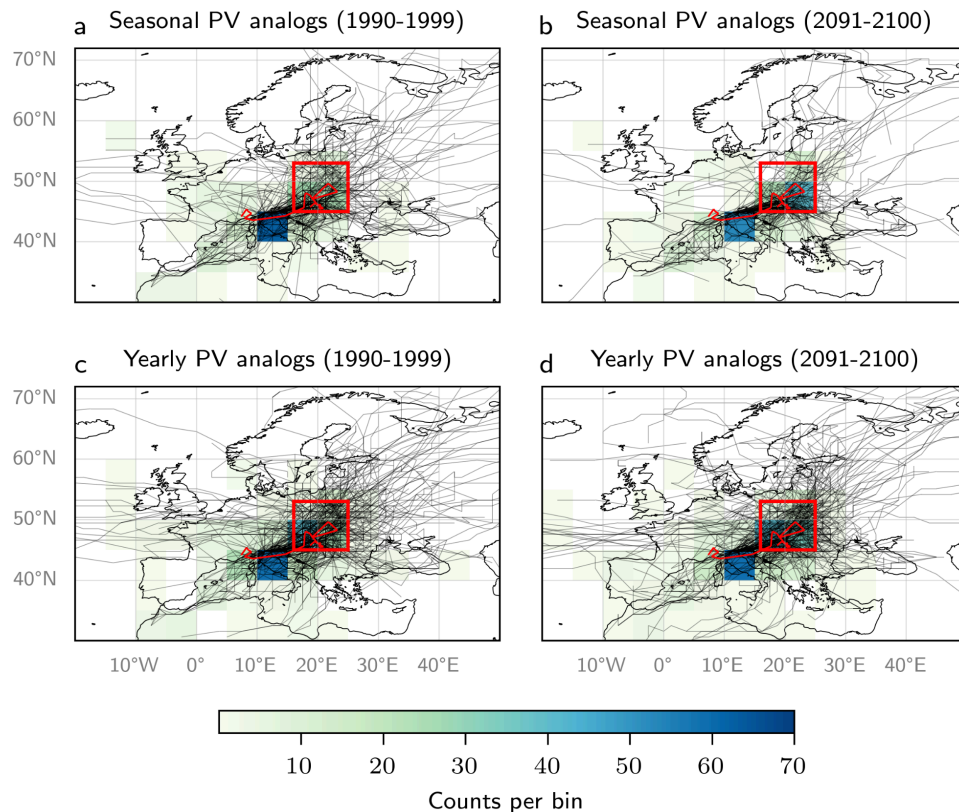 a Seasonal PV analogs (1990-1999)
b Seasonal PV analogs (2091-2100)
70°N
60°N
50°N
40°N
c Yearly PV analogs (1990-1999)
d Yearly PV analogs (2091-2100)
70°N
60°N
50°N
40°N
10°W 0° 10°E 20°E 30°E 40°E
10°W 0° 10°E 20°E 30°E 40°E
10 20 30 40 50 60 70
Counts per bin